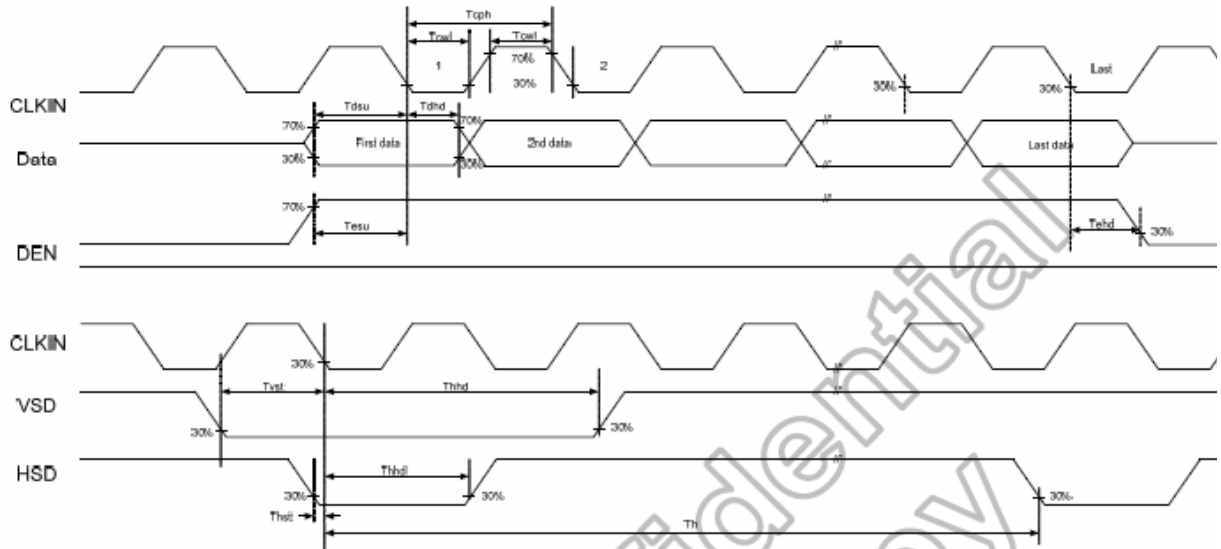 Tcph
Tcwl
Tcwl
1
70%
30%
2
Last
CLKIN
30%
30%
Tdsu
Tdhd
70%
70%
First data
2nd data
Last data
Data
30%
30%
70%
Tesu
Tehd
30%
DEN
CLKIN
30%
Tvst
Thhd
VSD
30%
30%
HSD
Thhd
30%
30%
30%
Thst
Th